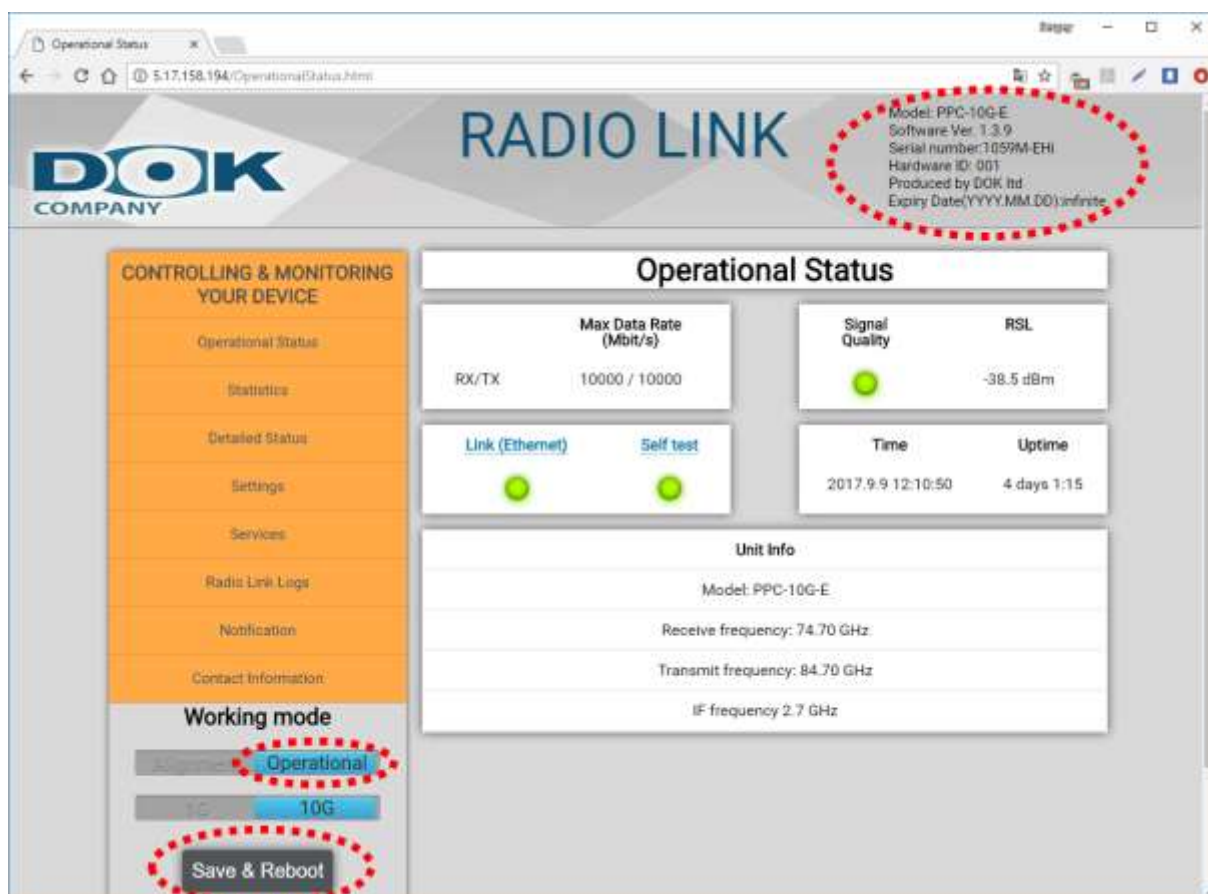 Operational Status
5.17.158.194/OperationalStatus.html
DOK
COMPANY
RADIO LINK
Model: PPC-10G-E
Software Ver. 1.3.9
Serial number:1059M-EHi
Hardware ID: 001
Produced by DOK ltd
Expiry Date(YYYY.MM.DD):infinite
CONTROLLING & MONITORING
YOUR DEVICE
Operational Status
Statistics
Detailed Status
Settings
Services
Radio Link Logs
Notification
Contact Information
Working mode
Alignment Operational
1G 10G
Save & Reboot
Operational Status
Max Data Rate
(Mbit/s)
RX/TX 10000 / 10000
Signal
Quality
RSL
-38.5 dBm
Link (Ethernet) Self test
Time Uptime
2017.9.9 12:10:50 4 days 1:15
Unit Info
Model: PPC-10G-E
Receive frequency: 74.70 GHz
Transmit frequency: 84.70 GHz
IF frequency 2.7 GHz